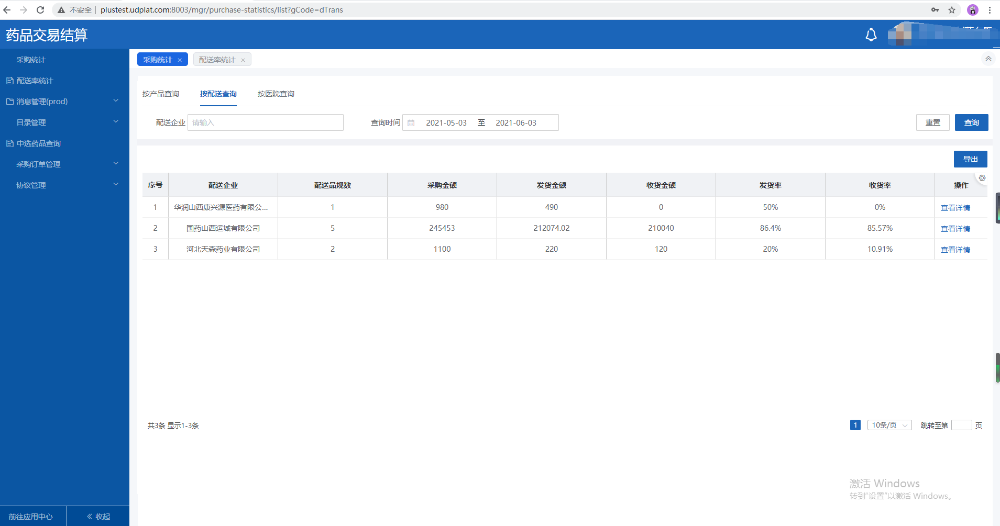 不安全 plustest.udplat.com:8003/mgr/purchase-statistics/list?gCode=dTrans
药品交易结算
采购统计
配送率统计
消息管理(prod)
目录管理
中选药品查询
采购订单管理
协议管理
前往应用中心 收起
采购统计 × 配送率统计 ×
按产品查询 按配送查询 按医院查询
配送企业 请输入 查询时间 2021-05-03 至 2021-06-03 重置 查询
导出
序号 配送企业 配送品规数 采购金额 发货金额 收货金额 发货率 收货率 操作
1 华润山西康兴源医药有限公... 1 980 490 0 50% 0% 查看详情
2 国药山西运城有限公司 5 245453 212074.02 210040 86.4% 85.57% 查看详情
3 河北天森药业有限公司 2 1100 220 120 20% 10.91% 查看详情
共3条 显示1-3条 1 10条/页 跳转至第 页
激活 Windows
转到"设置"以激活 Windows。